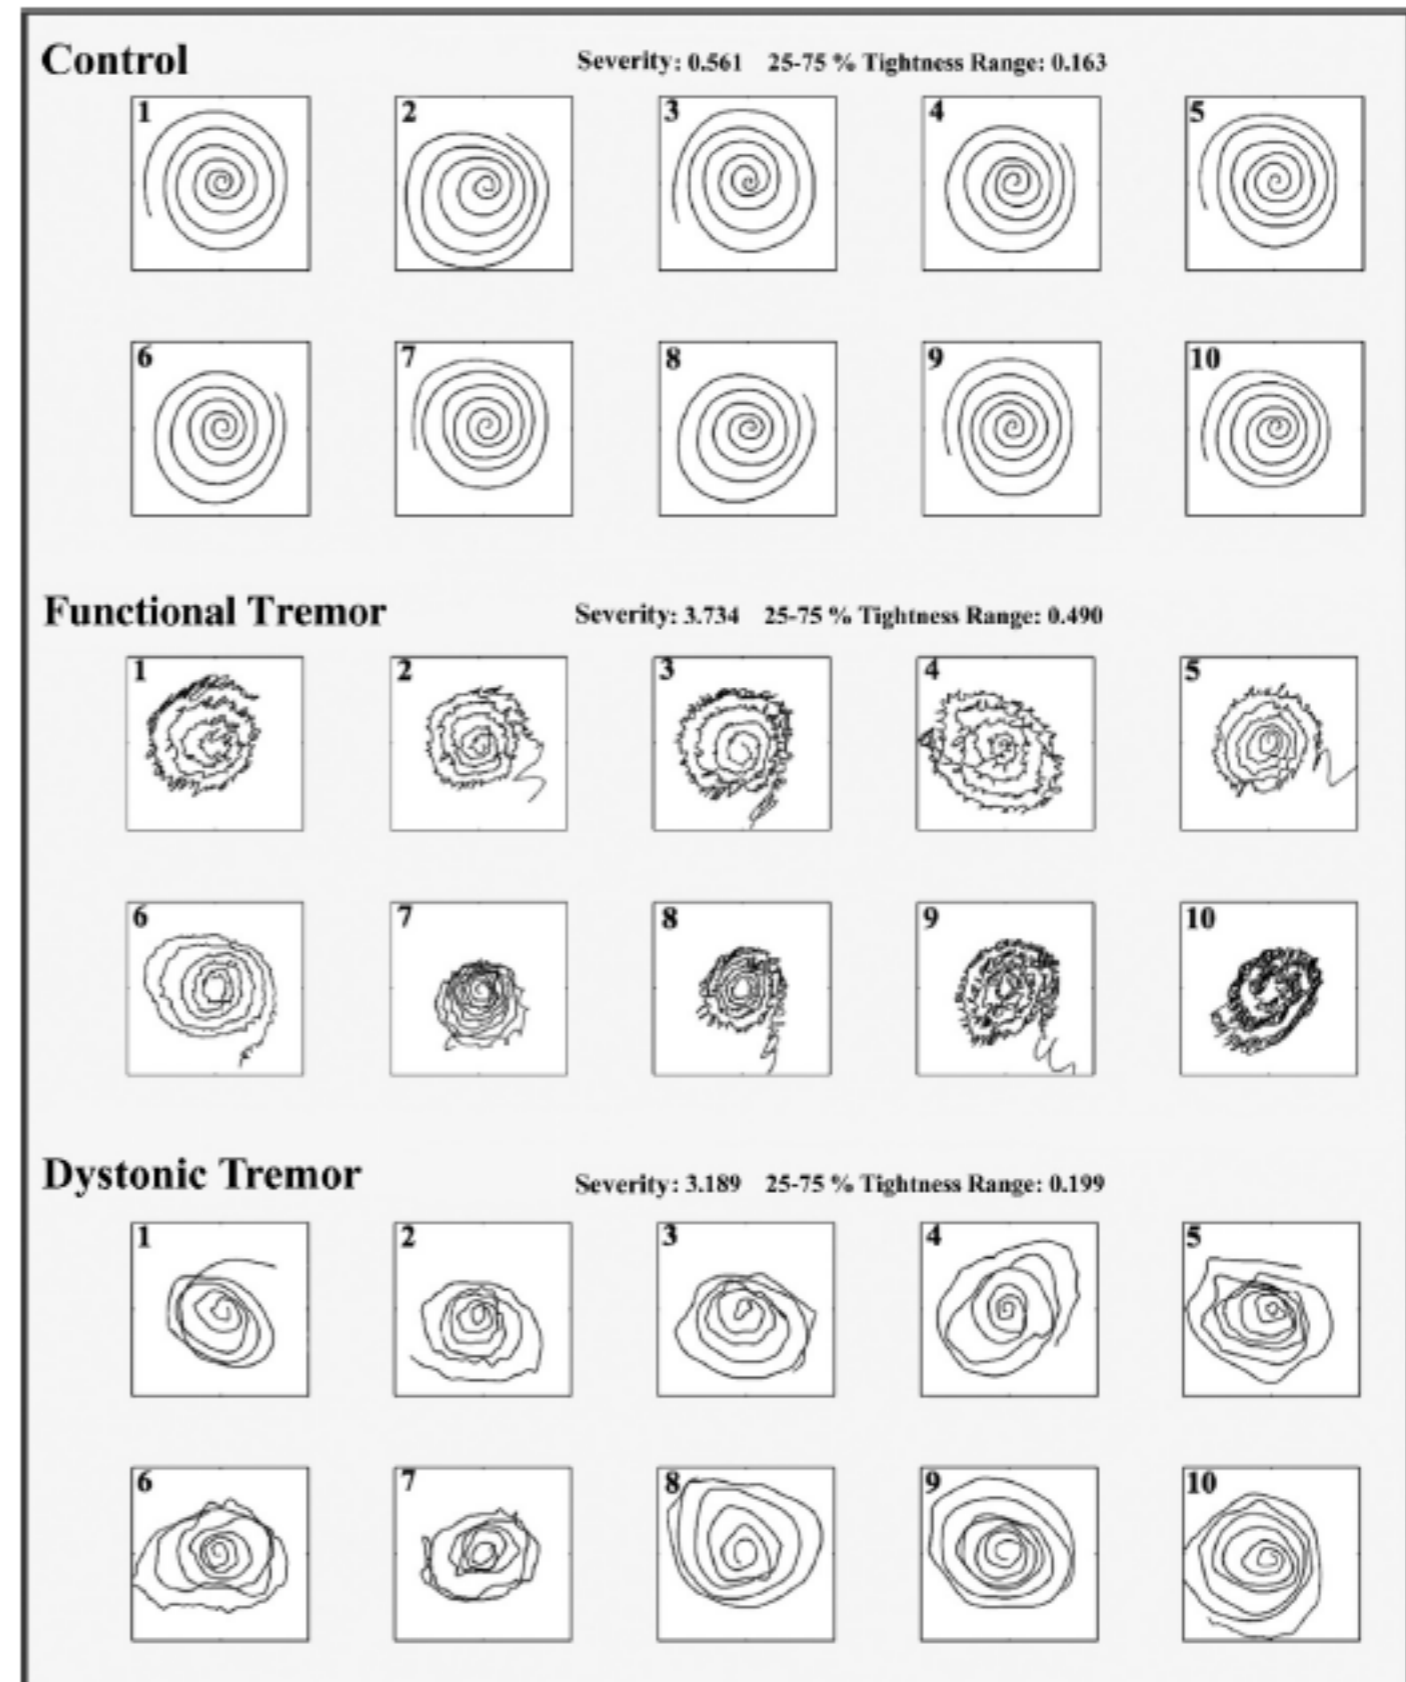 Control Severity: 0.561 25-75 % Tightness Range: 0.163
1 2 3 4 5
6 7 8 9 10
Functional Tremor Severity: 3.734 25-75 % Tightness Range: 0.490
1 2 3 4 5
6 7 8 9 10
Dystonic Tremor Severity: 3.189 25-75 % Tightness Range: 0.199
1 2 3 4 5
6 7 8 9 10